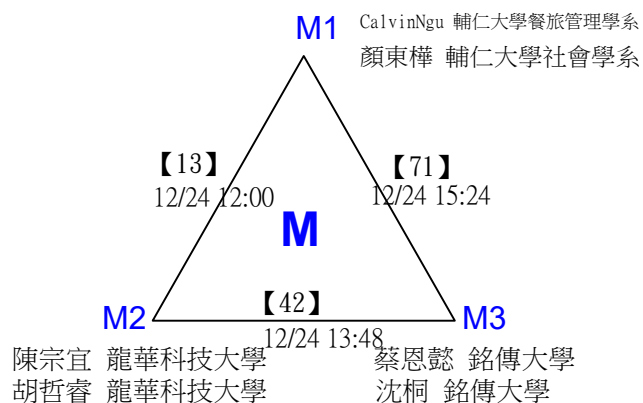 M1
CalvinNgu 輔仁大學餐旅管理學系
顏東樺 輔仁大學社會學系
【13】
12/24 12:00
【71】
12/24 15:24
M
【42】
12/24 13:48
M2
M3
陳宗宜 龍華科技大學
胡哲睿 龍華科技大學
蔡恩懿 銘傳大學
沈桐 銘傳大學